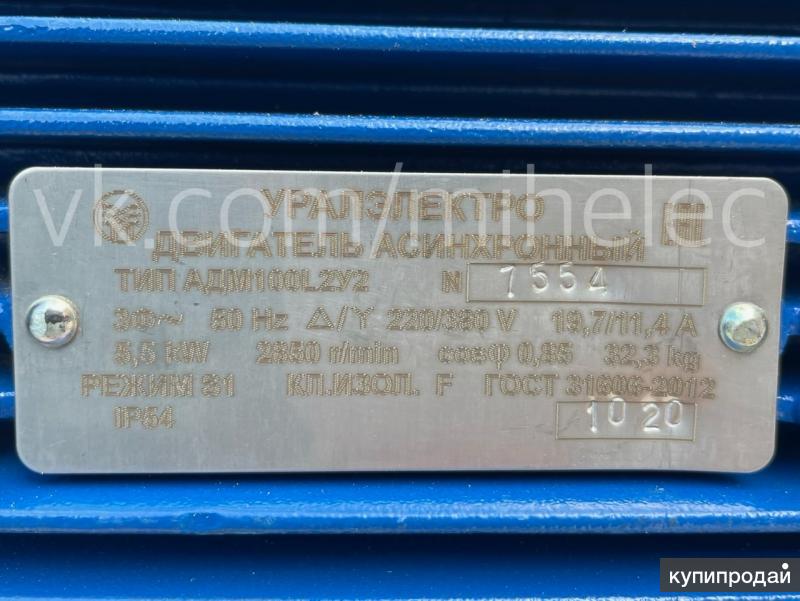 vk.com/mihelec
УРАЛЭЛЕКТРО
ДВИГАТЕЛЬ АСИНХРОННЫЙ
ТИП АДМ100L2У2 N 7554
3Ф~ 50 Hz Δ/Y 220/380 V 19,7/11,4 A
5,5 kW 2850 r/min cosφ 0,85 32,3 kg
РЕЖИМ S1 КЛ.ИЗОЛ. F ГОСТ 31606-2012
IP54 10 20
купипродай